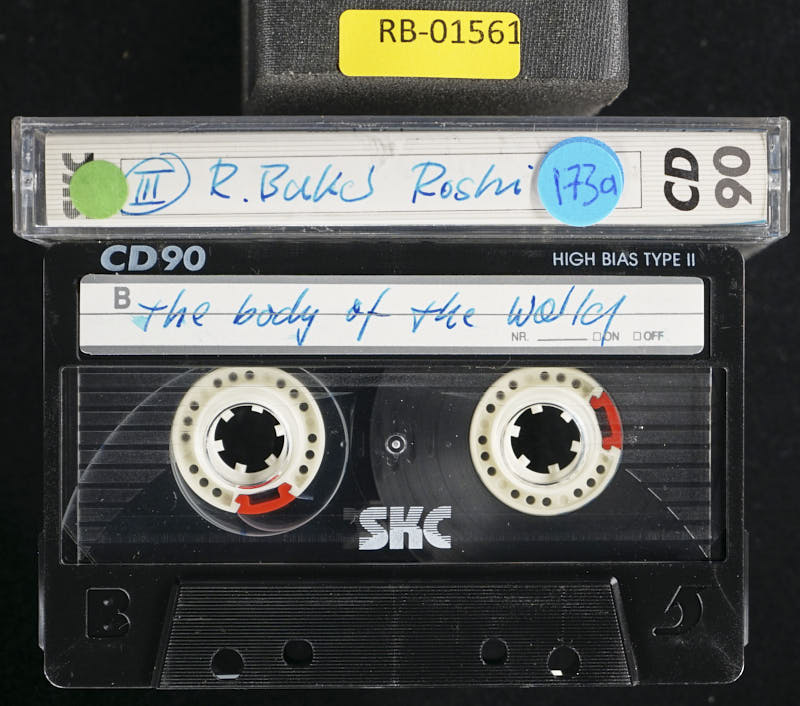 RB-01561
SKC III R. Baker Roshi 173a CD 90
CD90 HIGH BIAS TYPE II
B the body of the world
NR. ON OFF
SKC
B